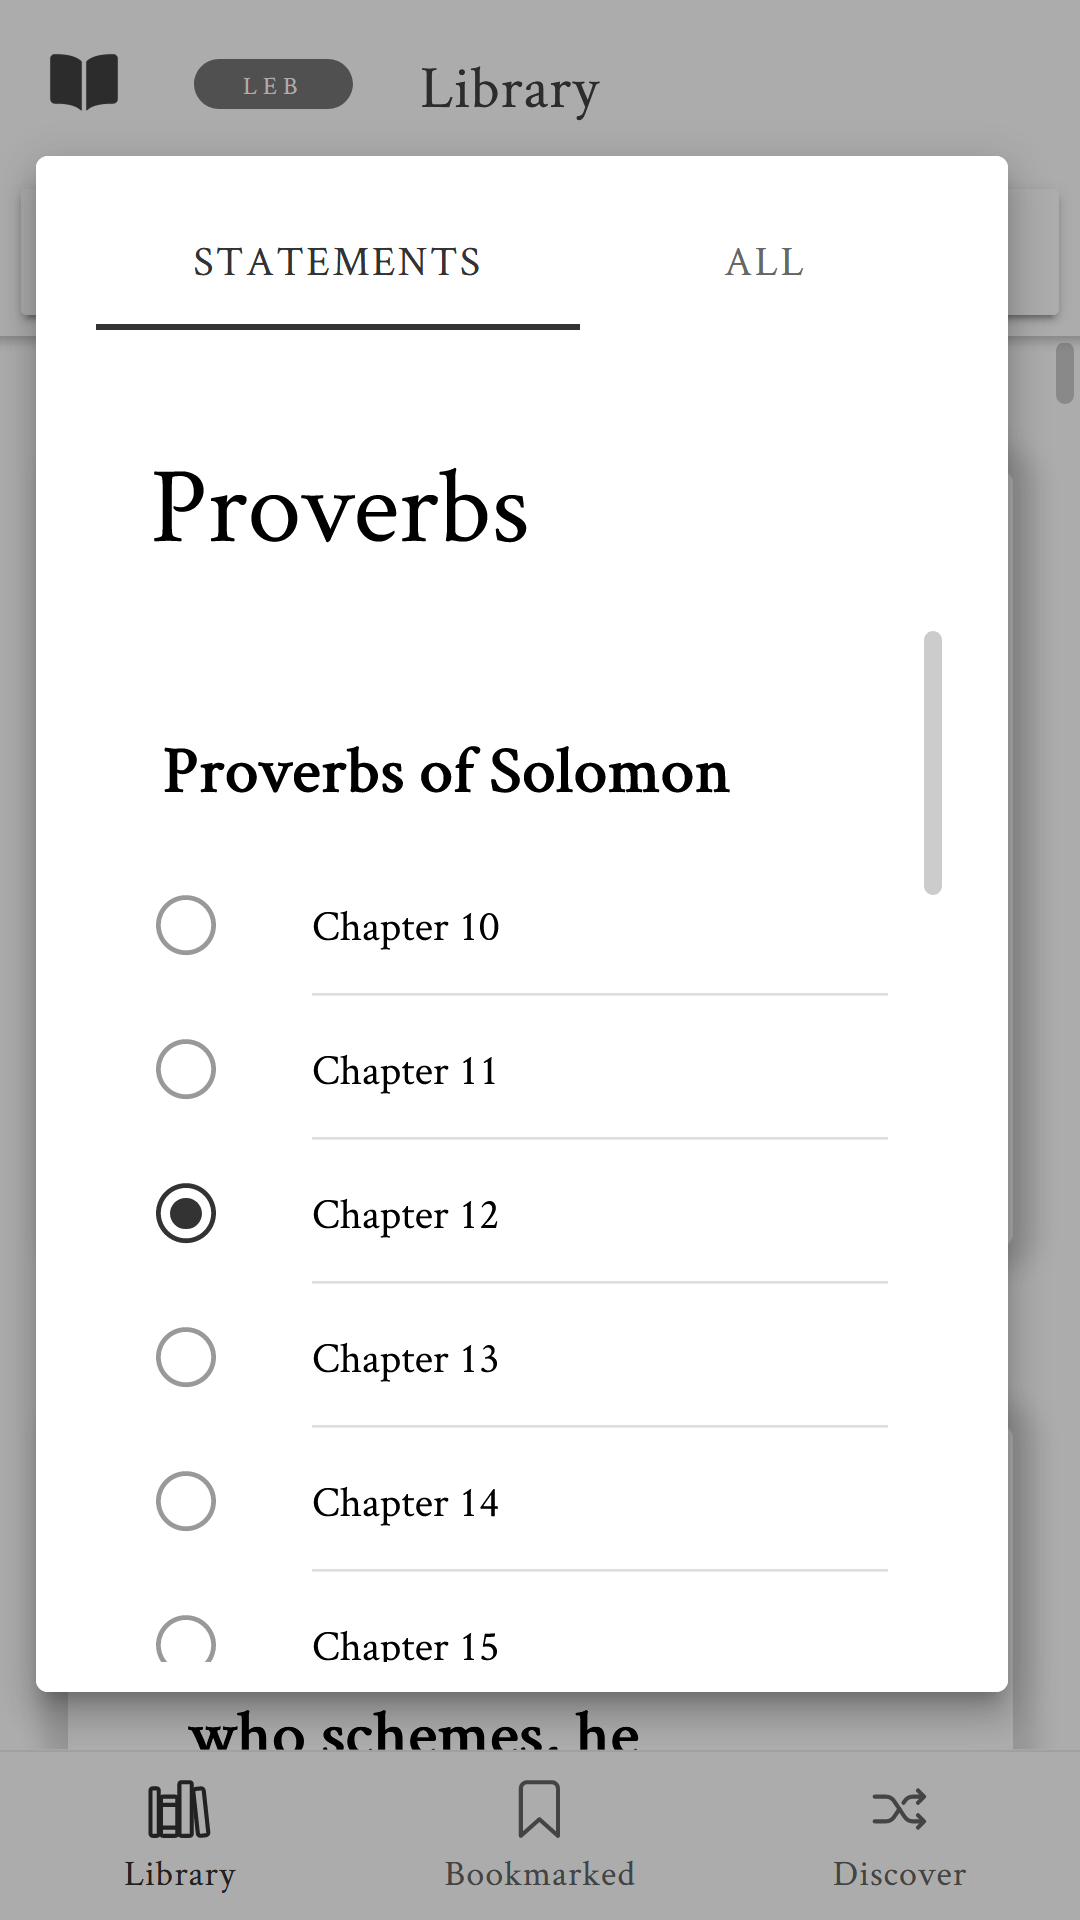 LEB
Library
STATEMENTS
ALL
Proverbs
Proverbs of Solomon
Chapter 10
Chapter 11
Chapter 12
Chapter 13
Chapter 14
Chapter 15
who schemes, he
Library
Bookmarked
Discover